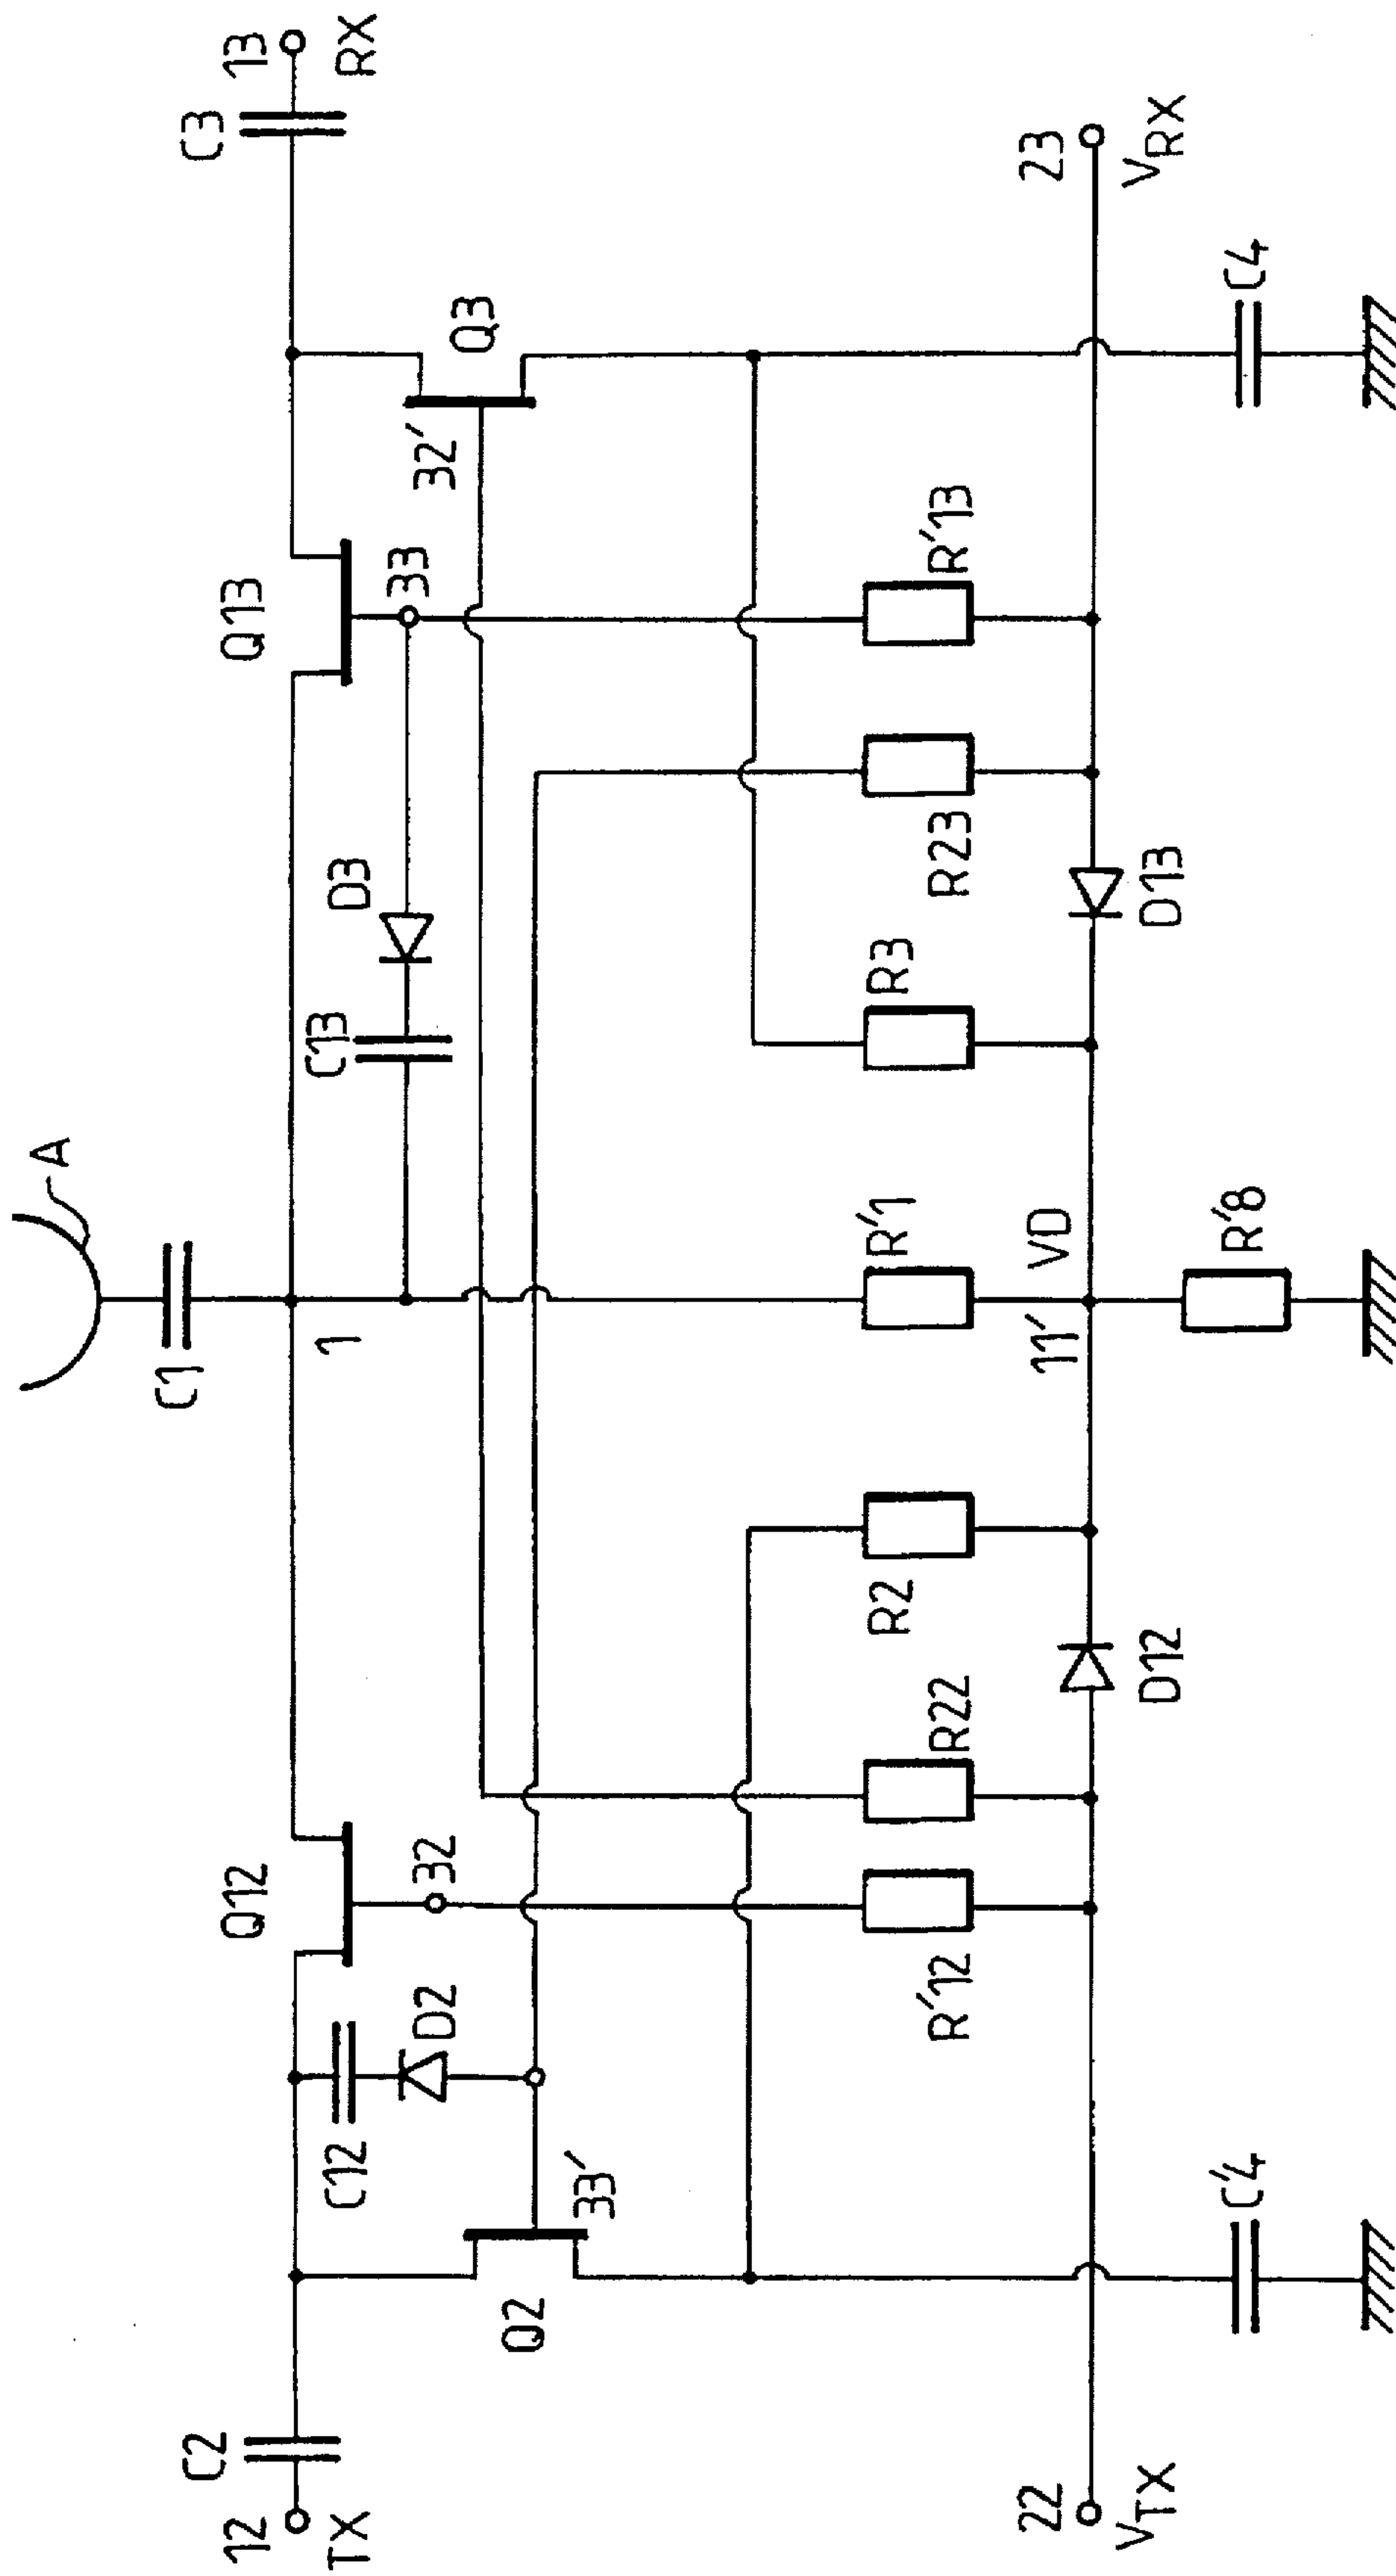 A
C1
C2
12
TX
Q12
1
Q13
C3
13
RX
C12
D2
32
C13
D3
33
32'
Q3
Q2
33'
R'12
R22
R2
R'1
R3
R23
R'13
22
VTX
D12
11'
VD
D13
23
VRX
C'4
R'8
C4